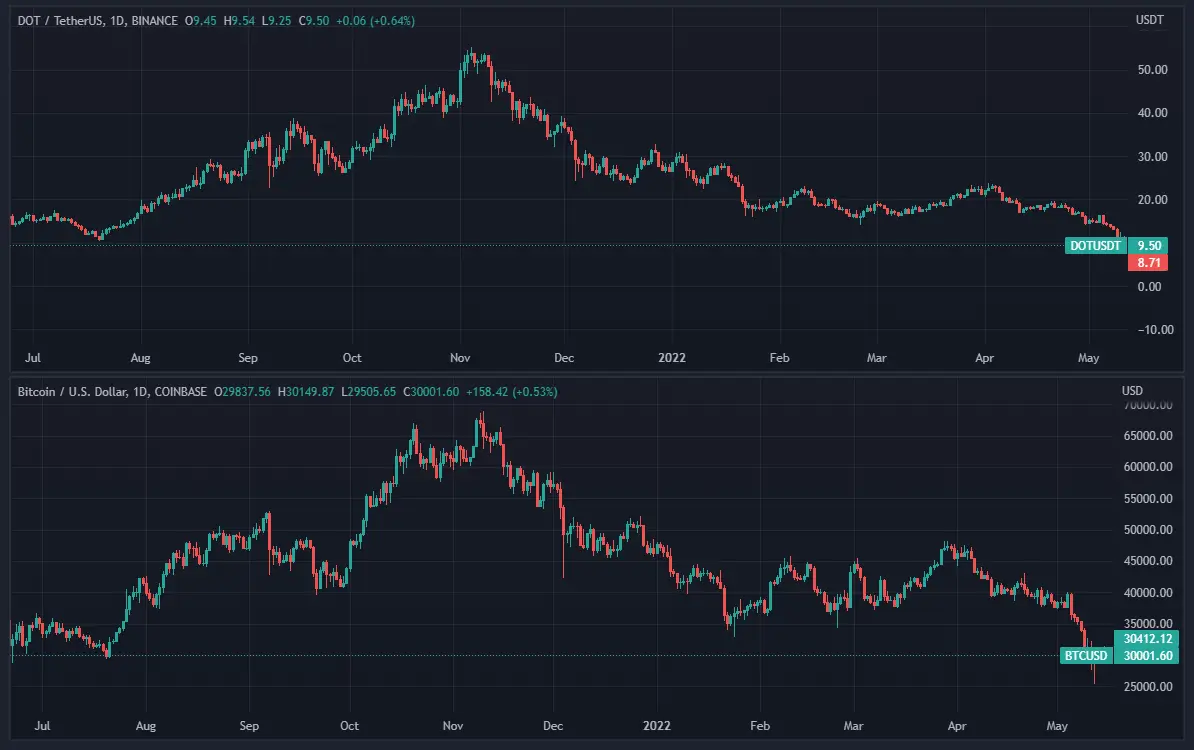 DOT / TetherUS, 1D, BINANCE O9.45 H9.54 L9.25 C9.50 +0.06 (+0.64%)
USDT
50.00
40.00
30.00
20.00
DOTUSDT 9.50
8.71
0.00
−10.00
Jul Aug Sep Oct Nov Dec 2022 Feb Mar Apr May
Bitcoin / U.S. Dollar, 1D, COINBASE O29837.56 H30149.87 L29505.65 C30001.60 +158.42 (+0.53%)
USD
70000.00
65000.00
60000.00
55000.00
50000.00
45000.00
40000.00
35000.00
30412.12
BTCUSD 30001.60
25000.00
Jul Aug Sep Oct Nov Dec 2022 Feb Mar Apr May